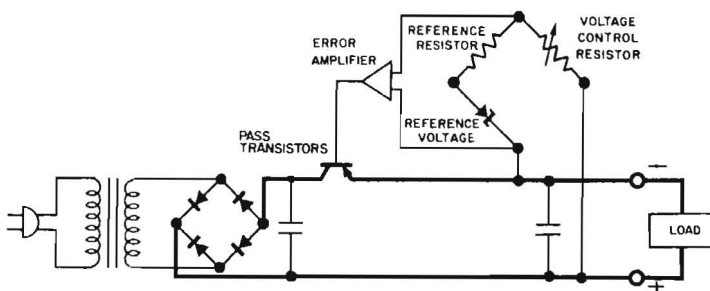 ERROR
AMPLIFIER
REFERENCE
RESISTOR
VOLTAGE
CONTROL
RESISTOR
REFERENCE
VOLTAGE
PASS
TRANSISTORS
−
LOAD
+